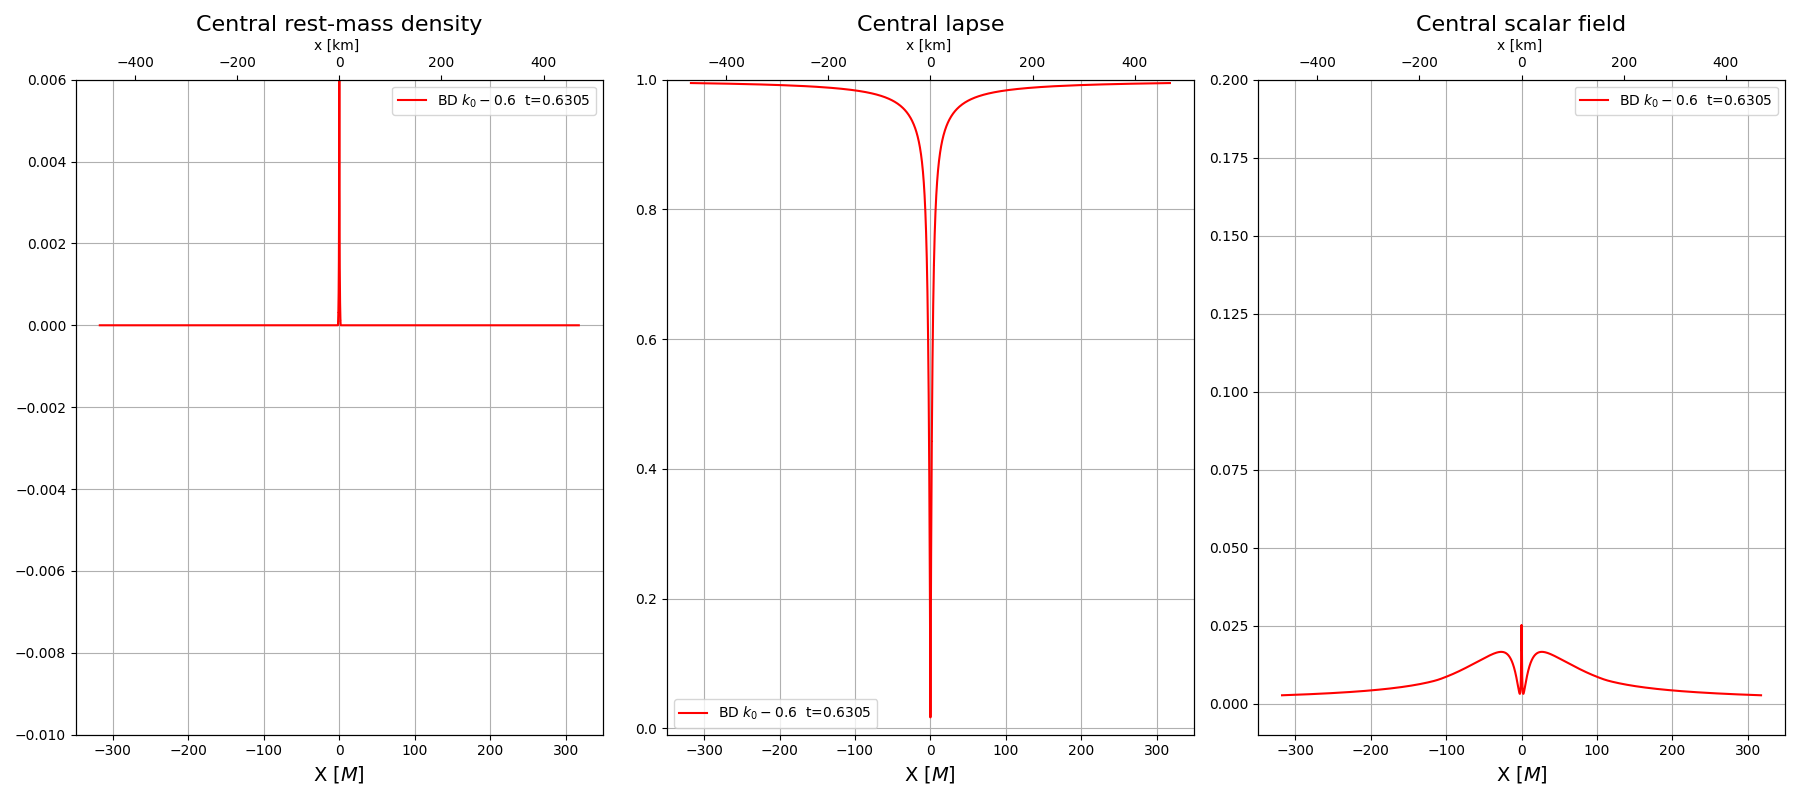 Central rest-mass density
x [km]
−400 −200 0 200 400
0.006
0.004
0.002
0.000
−0.002
−0.004
−0.006
−0.008
−0.010
BD k₀ − 0.6 t=0.6305
−300 −200 −100 0 100 200 300
X [M]
Central lapse
x [km]
−400 −200 0 200 400
1.0
0.8
0.6
0.4
0.2
0.0
BD k₀ − 0.6 t=0.6305
−300 −200 −100 0 100 200 300
X [M]
Central scalar field
x [km]
−400 −200 0 200 400
0.200
0.175
0.150
0.125
0.100
0.075
0.050
0.025
0.000
BD k₀ − 0.6 t=0.6305
−300 −200 −100 0 100 200 300
X [M]